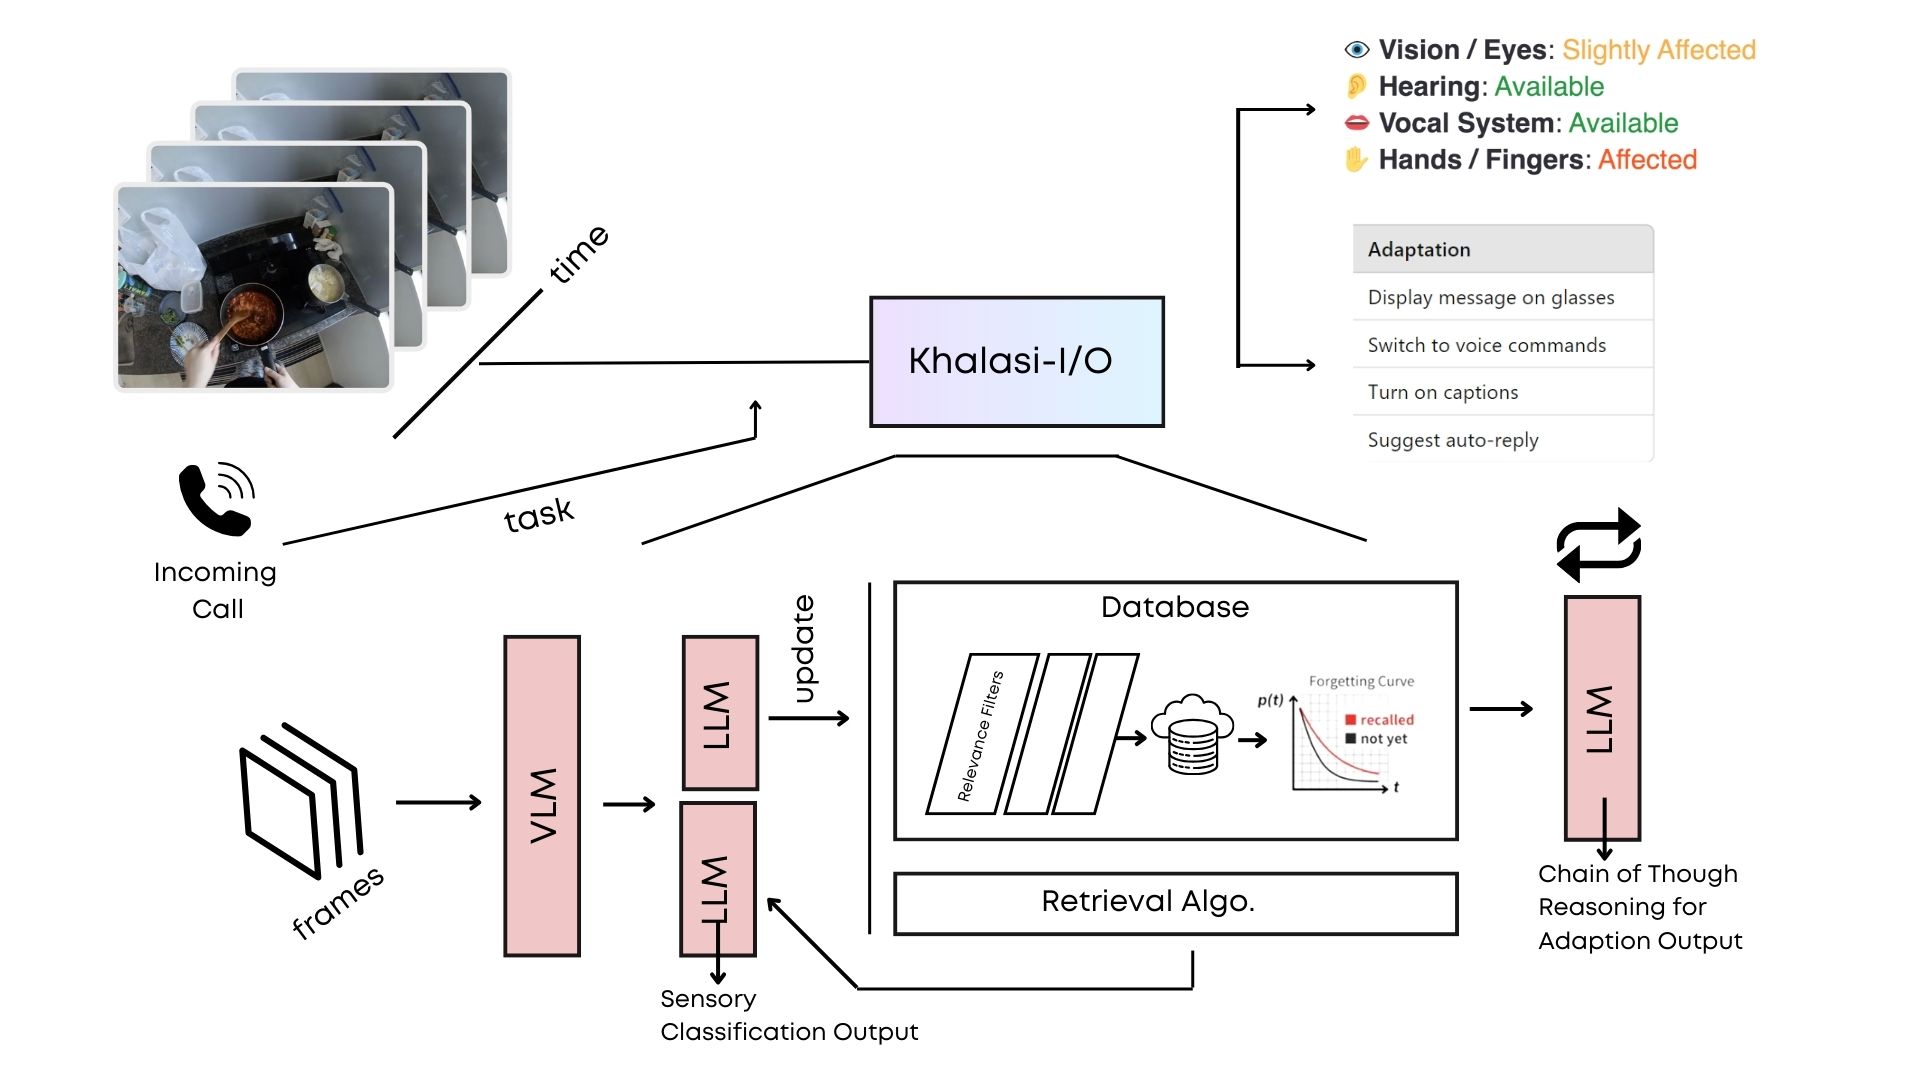 Vision / Eyes: Slightly Affected
Hearing: Available
Vocal System: Available
Hands / Fingers: Affected
time
Adaptation
Display message on glasses
Switch to voice commands
Turn on captions
Suggest auto-reply
Khalasi-I/O
task
Incoming
Call
frames
VLM
LLM
LLM
update
Database
Relevance Filters
Forgetting Curve
p(t)
recalled
not yet
t
Retrieval Algo.
LLM
Sensory
Classification Output
Chain of Though
Reasoning for
Adaption Output